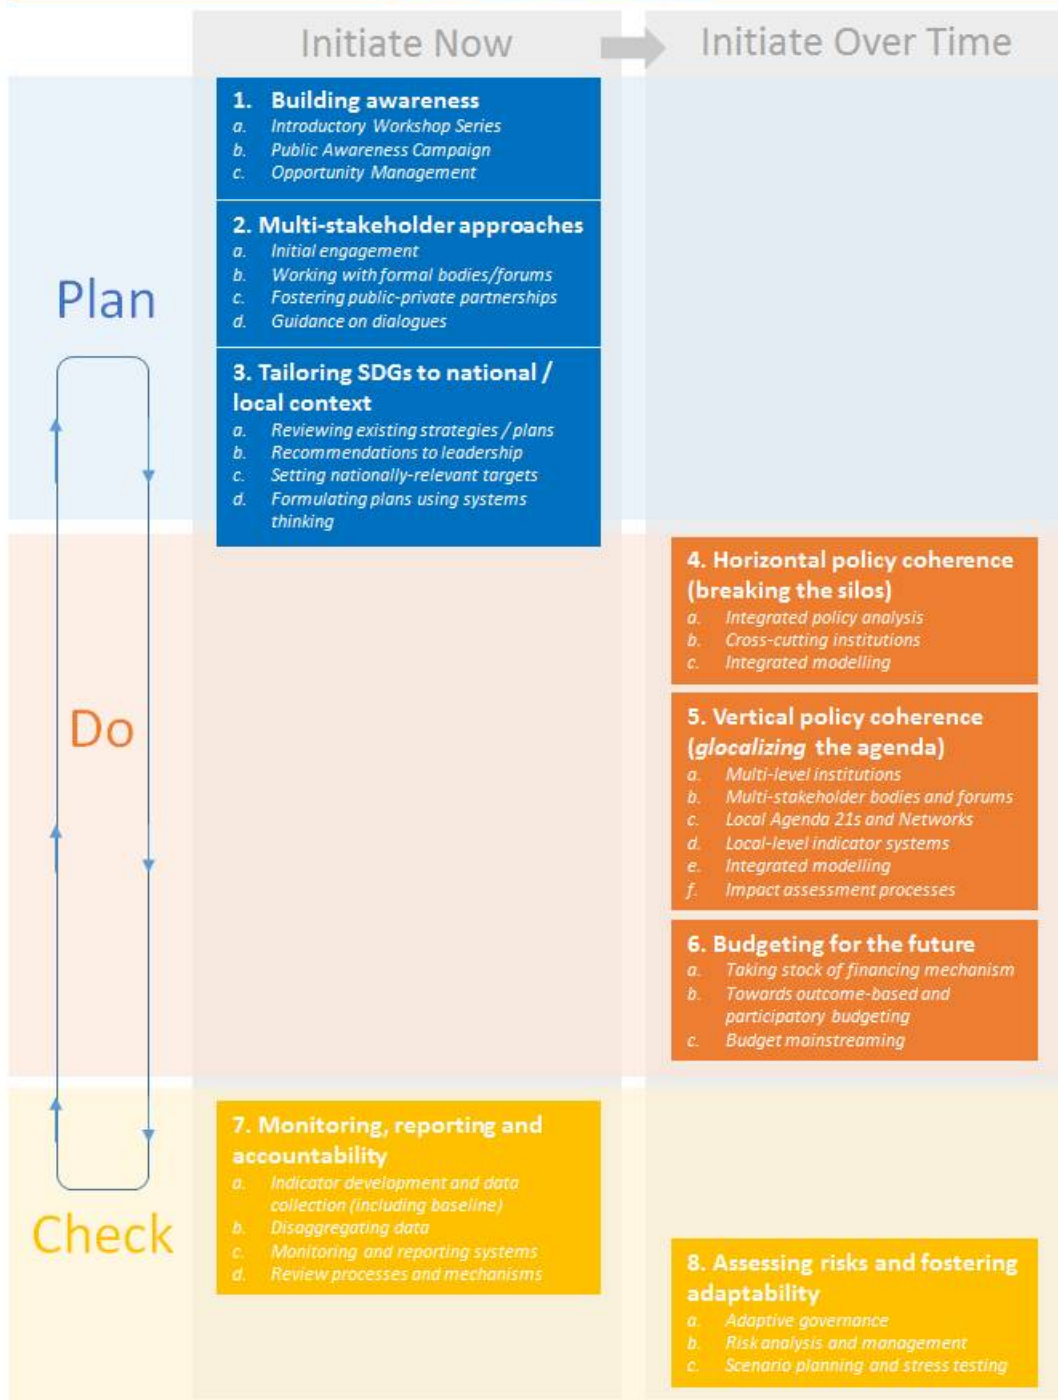 Initiate Now
Initiate Over Time
Plan
1. Building awareness
a. Introductory Workshop Series
b. Public Awareness Campaign
c. Opportunity Management
2. Multi-stakeholder approaches
a. Initial engagement
b. Working with formal bodies/forums
c. Fostering public-private partnerships
d. Guidance on dialogues
3. Tailoring SDGs to national /
local context
a. Reviewing existing strategies / plans
b. Recommendations to leadership
c. Setting nationally-relevant targets
d. Formulating plans using systems
thinking
Do
4. Horizontal policy coherence
(breaking the silos)
a. Integrated policy analysis
b. Cross-cutting institutions
c. Integrated modelling
5. Vertical policy coherence
(glocalizing the agenda)
a. Multi-level institutions
b. Multi-stakeholder bodies and forums
c. Local Agenda 21s and Networks
d. Local-level indicator systems
e. Integrated modelling
f. Impact assessment processes
6. Budgeting for the future
a. Taking stock of financing mechanism
b. Towards outcome-based and
participatory budgeting
c. Budget mainstreaming
Check
7. Monitoring, reporting and
accountability
a. Indicator development and data
collection (including baseline)
b. Disaggregating data
c. Monitoring and reporting systems
d. Review processes and mechanisms
8. Assessing risks and fostering
adaptability
a. Adaptive governance
b. Risk analysis and management
c. Scenario planning and stress testing